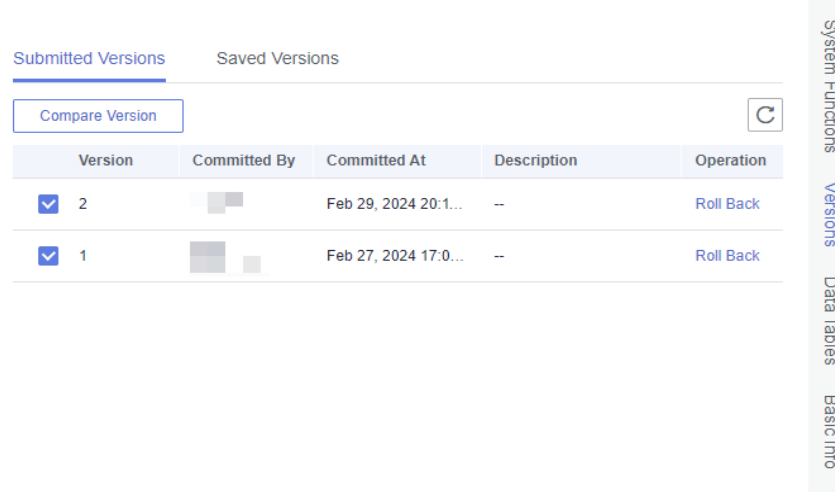 Submitted Versions Saved Versions
Compare Version
Version Committed By Committed At Description Operation
2 Feb 29, 2024 20:1... -- Roll Back
1 Feb 27, 2024 17:0... -- Roll Back
System Functions
Versions
Data Tables
Basic Info